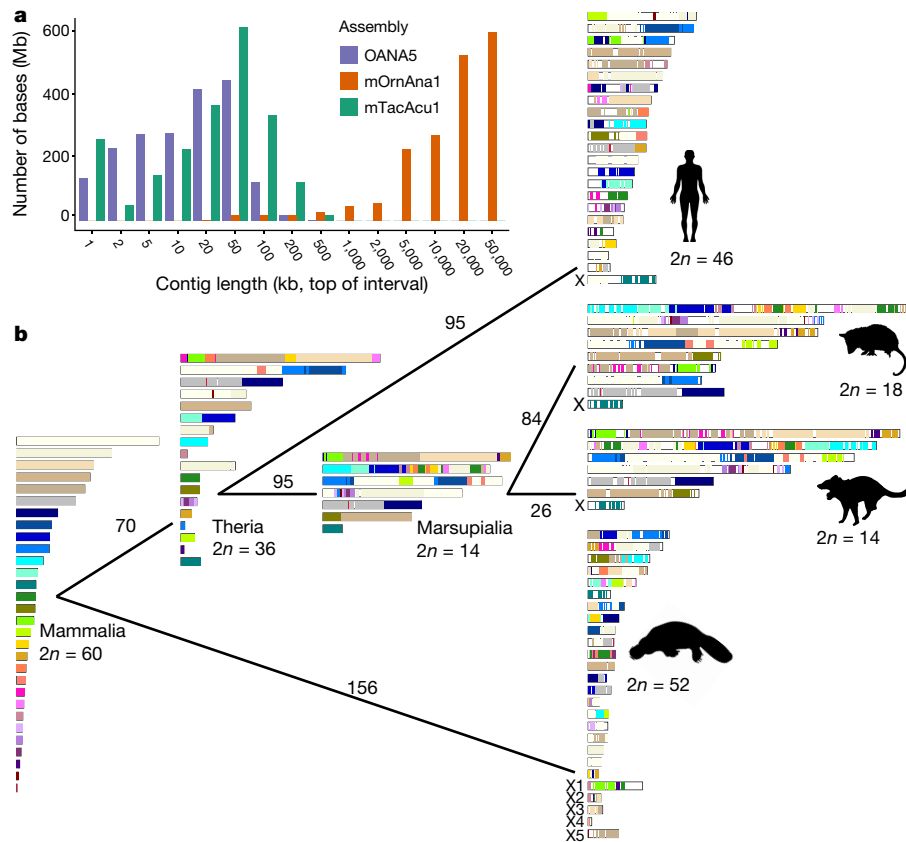 a
Number of bases (Mb)
600
400
200
0
Assembly
OANA5
mOrnAna1
mTacAcu1
1
2
5
10
20
50
100
200
500
1,000
2,000
5,000
10,000
20,000
50,000
Contig length (kb, top of interval)
2n = 46
X
b
95
2n = 18
X
84
95
26
Marsupialia
2n = 14
2n = 14
X
Theria
2n = 36
70
Mammalia
2n = 60
156
2n = 52
X1
X2
X3
X4
X5